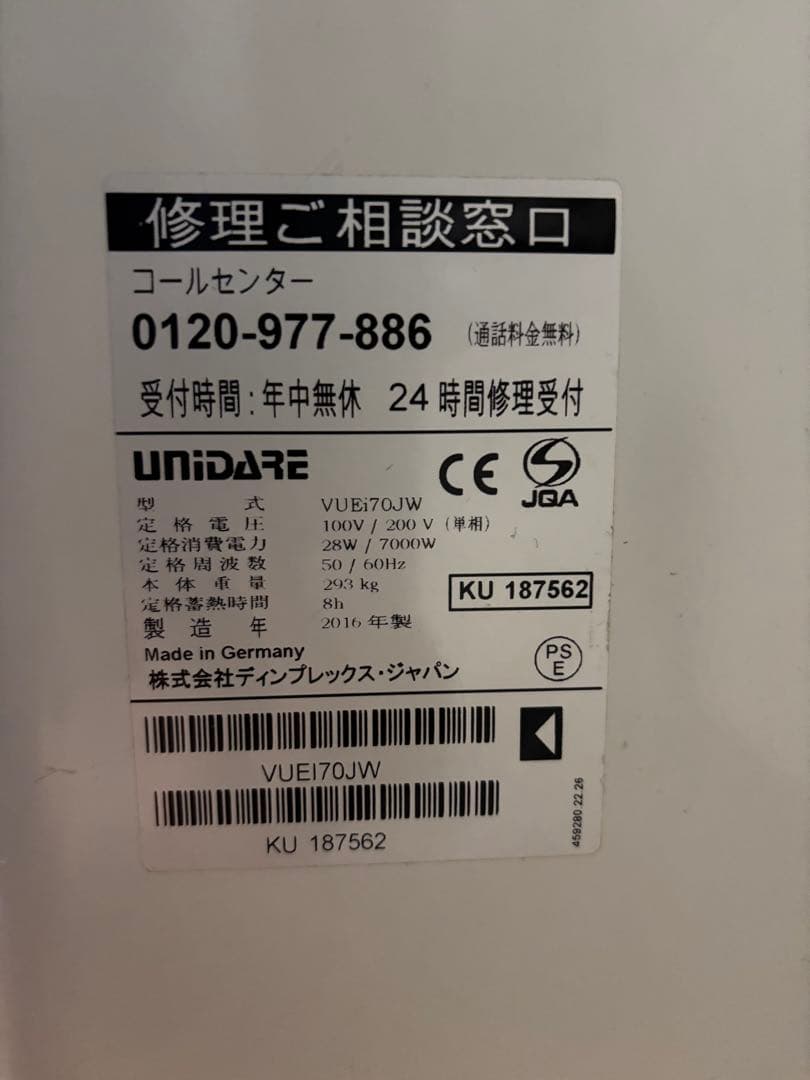 修理ご相談窓口
コールセンター
0120-977-886 (通話料金無料)
受付時間:年中無休 24時間修理受付
UNiDARE CE JQA
型式 VUEi70JW
定格電圧 100V / 200 V (単相)
定格消費電力 28W / 7000W
定格周波数 50 / 60Hz
本体重量 293 kg
定格蓄熱時間 8h
製造年 2016 年製
KU 187562
Made in Germany
株式会社ディンプレックス・ジャパン
PS
E
VUEI70JW
KU 187562
459280 22.26